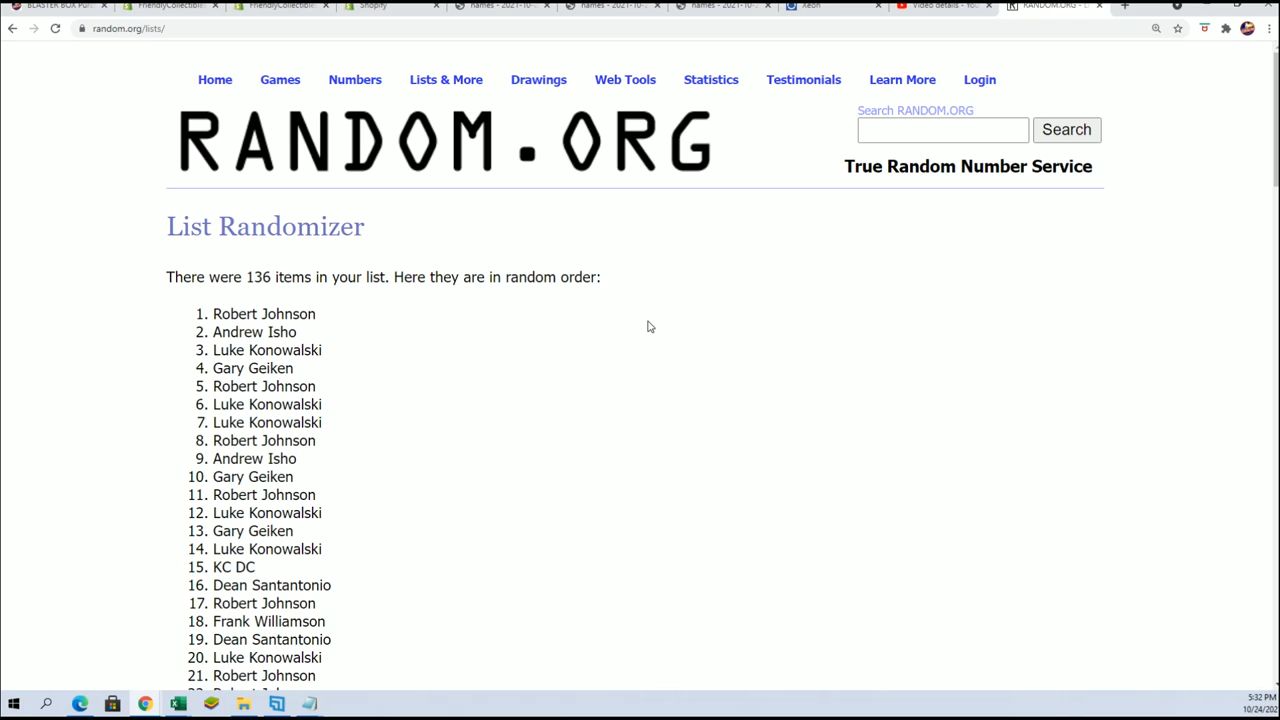 BLASTER BOX
FriendlyCollectible
FriendlyCollectible
Shopify
names - 2021-10-
names - 2021-10-2
names - 2021-10-
Xeon
Video details - You
RANDOM.ORG - L
random.org/lists/
Home Games Numbers Lists & More Drawings Web Tools Statistics Testimonials Learn More Login
RANDOM.ORG
Search RANDOM.ORG
Search
True Random Number Service
List Randomizer
There were 136 items in your list. Here they are in random order:
1. Robert Johnson
2. Andrew Isho
3. Luke Konowalski
4. Gary Geiken
5. Robert Johnson
6. Luke Konowalski
7. Luke Konowalski
8. Robert Johnson
9. Andrew Isho
10. Gary Geiken
11. Robert Johnson
12. Luke Konowalski
13. Gary Geiken
14. Luke Konowalski
15. KC DC
16. Dean Santantonio
17. Robert Johnson
18. Frank Williamson
19. Dean Santantonio
20. Luke Konowalski
21. Robert Johnson
5:32 PM
10/24/202